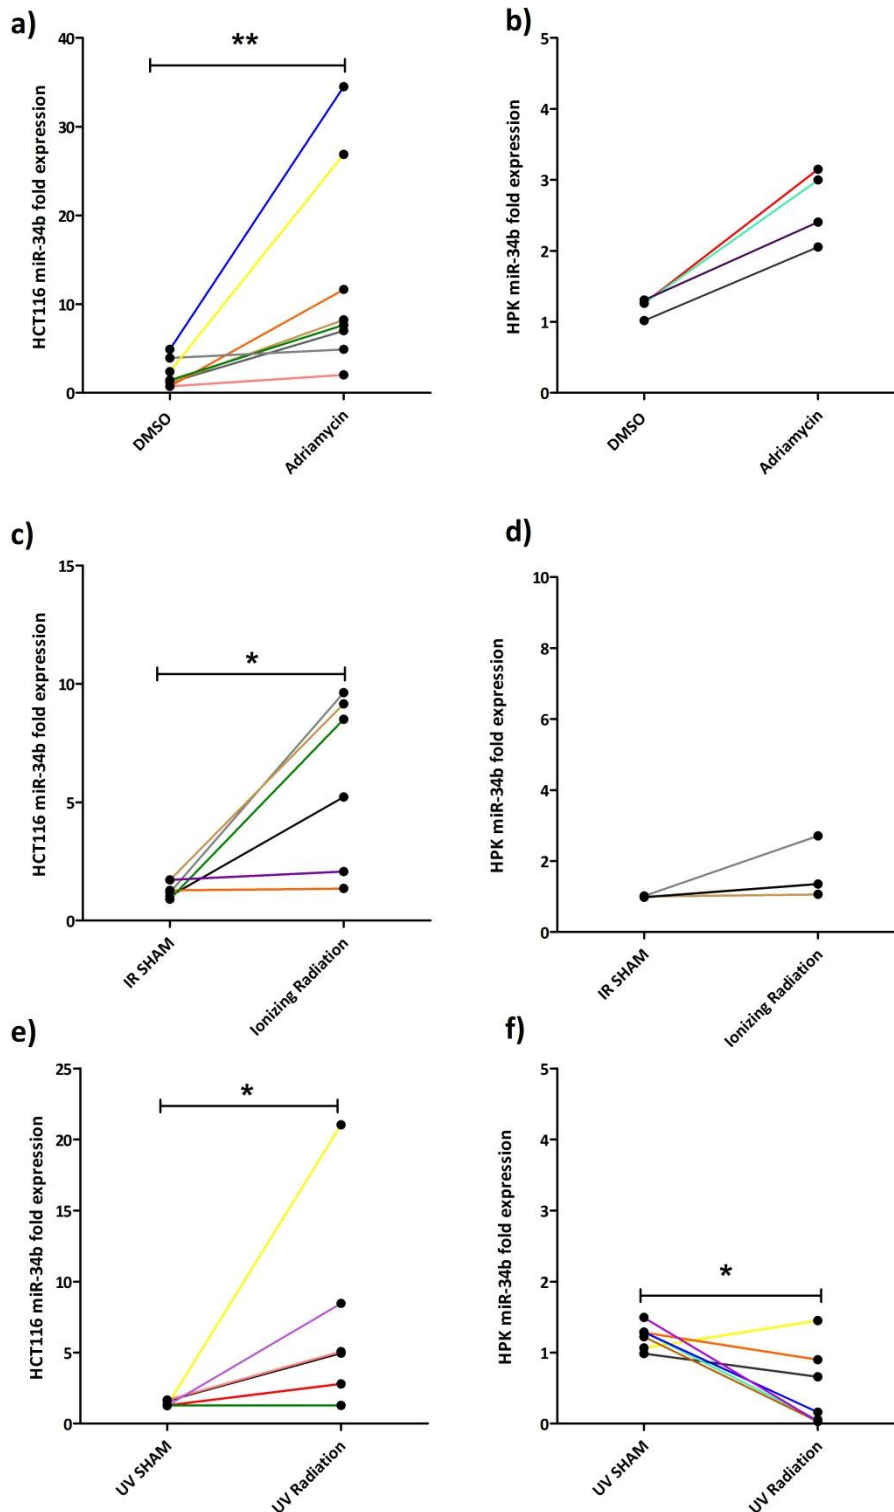 a)
**
HCT116 miR-34b fold expression
40
30
20
10
0
DMSO
Adriamycin
b)
HPK miR-34b fold expression
5
4
3
2
1
0
DMSO
Adriamycin
c)
*
HCT116 miR-34b fold expression
15
10
5
0
IR SHAM
Ionizing Radiation
d)
HPK miR-34b fold expression
10
8
6
4
2
0
IR SHAM
Ionizing Radiation
e)
*
HCT116 miR-34b fold expression
25
20
15
10
5
0
UV SHAM
UV Radiation
f)
*
HPK miR-34b fold expression
5
4
3
2
1
0
UV SHAM
UV Radiation